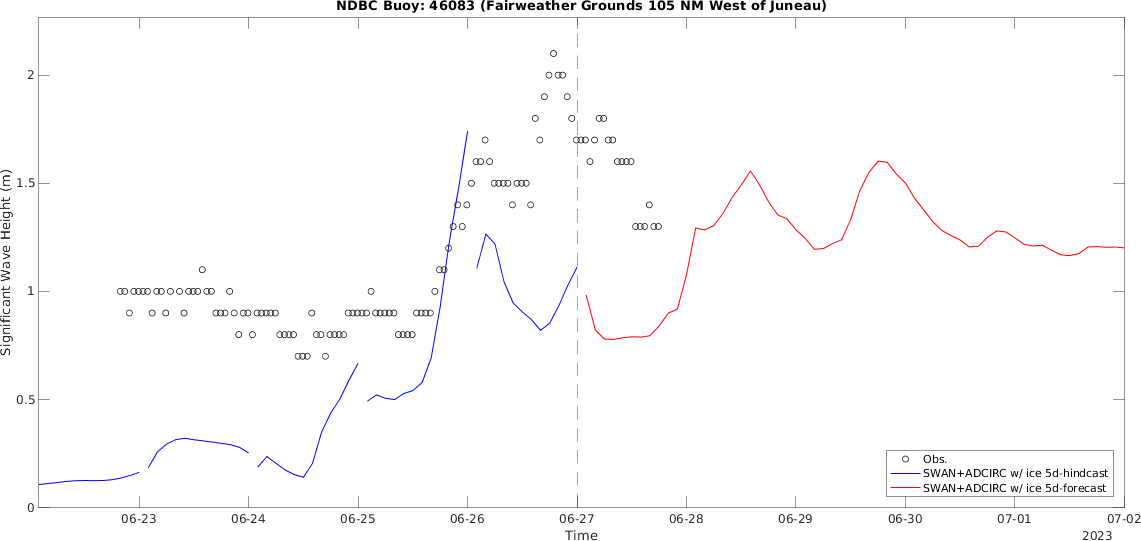 NDBC Buoy: 46083 (Fairweather Grounds 105 NM West of Juneau)
Significant Wave Height (m)
2
1.5
1
0.5
0
Obs.
SWAN+ADCIRC w/ ice 5d-hindcast
SWAN+ADCIRC w/ ice 5d-forecast
06-23 06-24 06-25 06-26 06-27 06-28 06-29 06-30 07-01 07-02
Time
2023